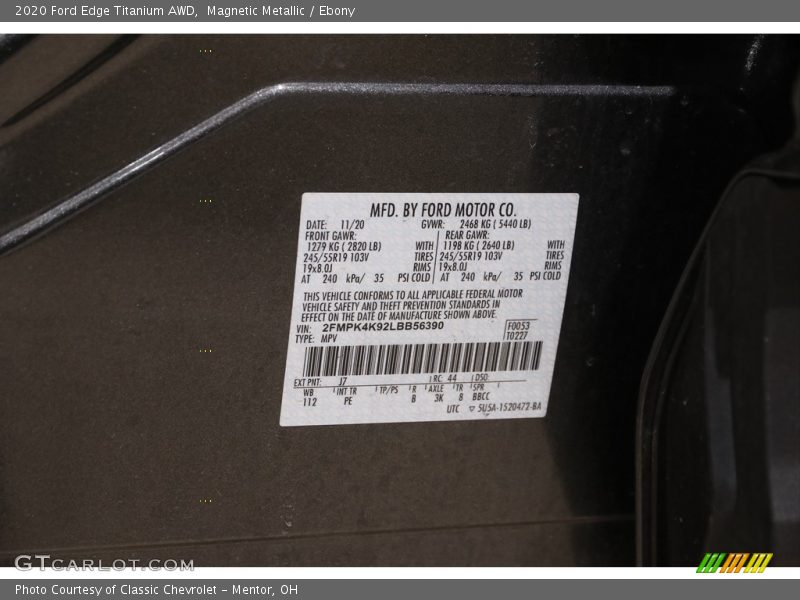 2020 Ford Edge Titanium AWD, Magnetic Metallic / Ebony
MFD. BY FORD MOTOR CO.
DATE: 11/20 GVWR: 2468 KG ( 5440 LB)
FRONT GAWR: REAR GAWR:
1279 KG ( 2820 LB) WITH 1198 KG ( 2640 LB) WITH
245/55R19 103V TIRES 245/55R19 103V TIRES
19x8.0J RIMS 19x8.0J RIMS
AT 240 kPa/ 35 PSI COLD AT 240 kPa/ 35 PSI COLD
THIS VEHICLE CONFORMS TO ALL APPLICABLE FEDERAL MOTOR
VEHICLE SAFETY AND THEFT PREVENTION STANDARDS IN
EFFECT ON THE DATE OF MANUFACTURE SHOWN ABOVE.
VIN: 2FMPK4K92LBB56390 F0053
TYPE: MPV T0227
EXT PNT: J7 RC: 44 DSO:
WB INT TR TP/PS R AXLE TR SPR
112 PE B 3K 8 BBCC
UTC ▽ 5U5A-1520472-BA
GTCARLOT.COM
Photo Courtesy of Classic Chevrolet - Mentor, OH